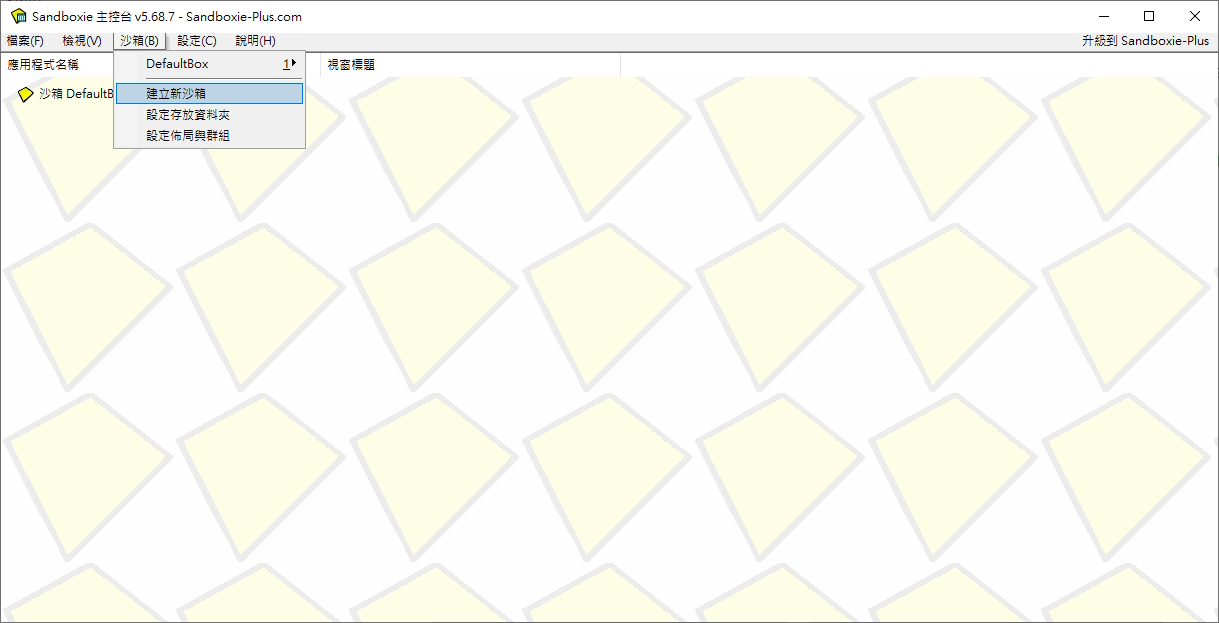 Sandboxie 主控台 v5.68.7 - Sandboxie-Plus.com
檔案(F) 檢視(V) 沙箱(B) 設定(C) 說明(H) 升級到 Sandboxie-Plus
應用程式名稱 視窗標題
DefaultBox 1
沙箱 DefaultB
建立新沙箱
設定存放資料夾
設定佈局與群組